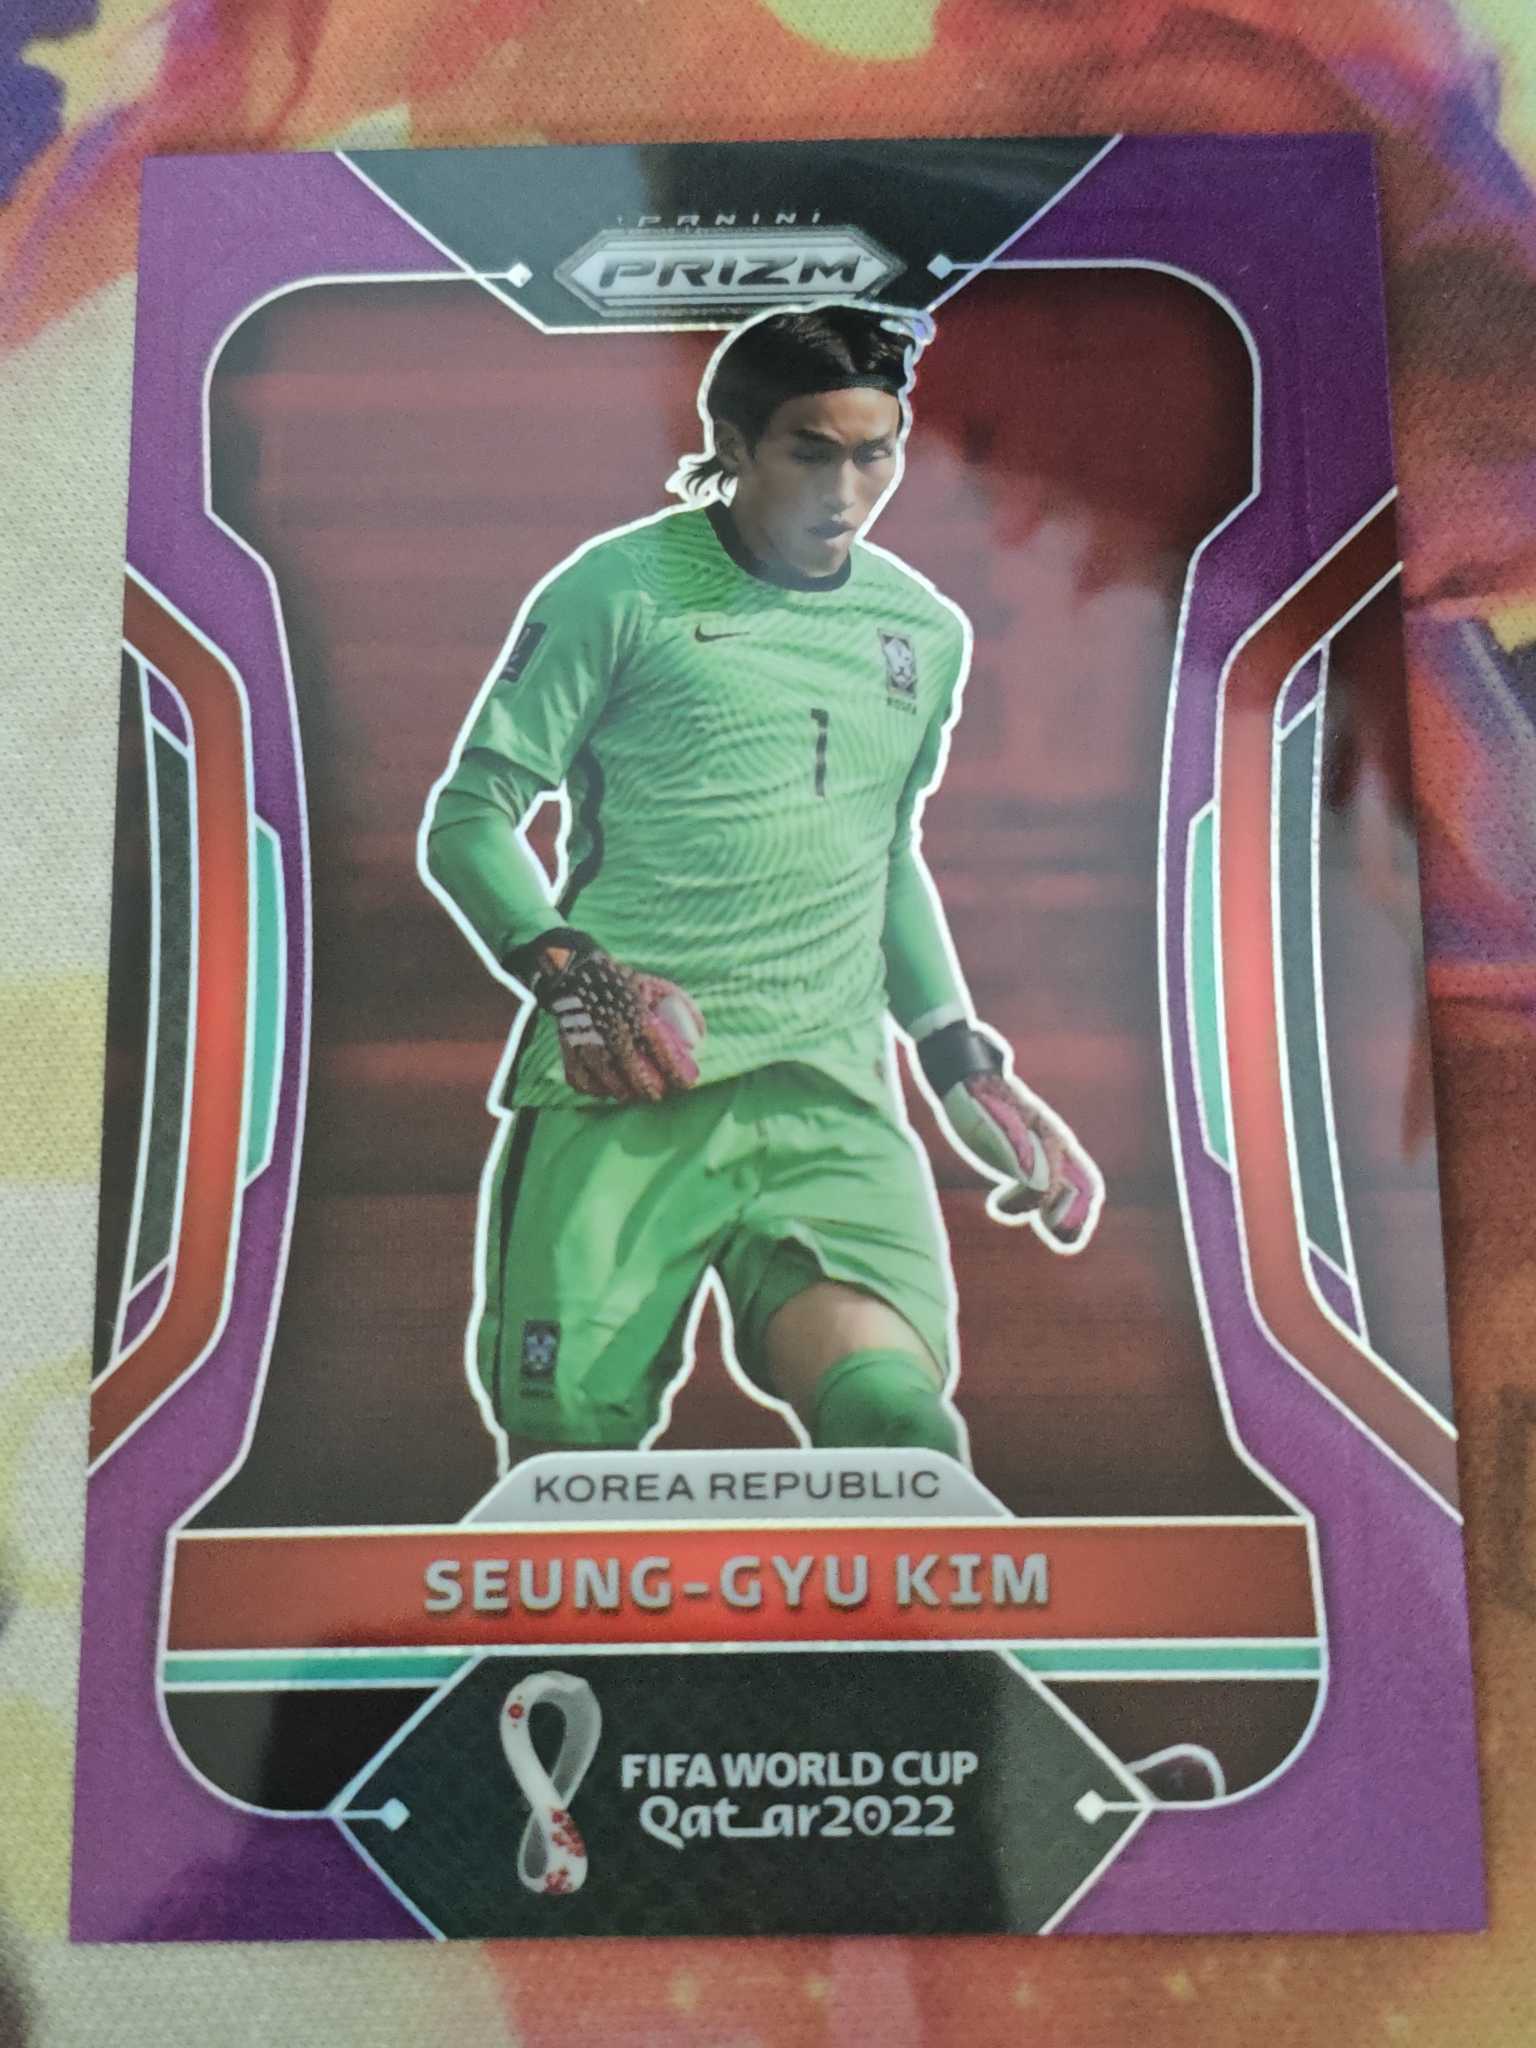 PANINI
PRIZM
1
KOREA REPUBLIC
SEUNG-GYU KIM
FIFA WORLD CUP
Qatar2022